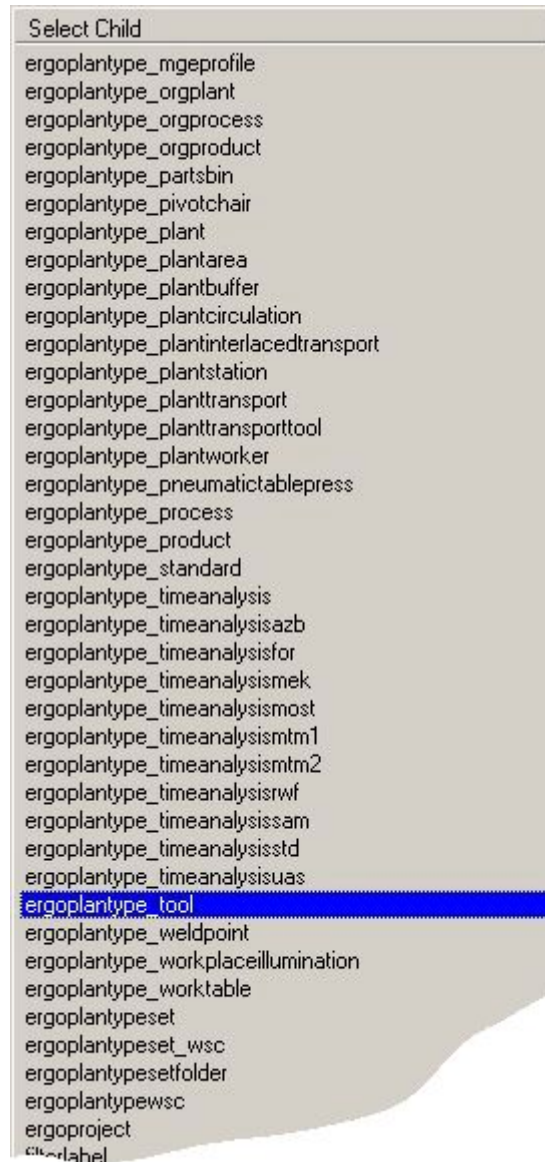 Select Child
ergoplantype_mgeprofile
ergoplantype_orgplant
ergoplantype_orgprocess
ergoplantype_orgproduct
ergoplantype_partsbin
ergoplantype_pivotchair
ergoplantype_plant
ergoplantype_plantarea
ergoplantype_plantbuffer
ergoplantype_plantcirculation
ergoplantype_plantinterlacedtransport
ergoplantype_plantstation
ergoplantype_planttransport
ergoplantype_planttransporttool
ergoplantype_plantworker
ergoplantype_pneumatictablepress
ergoplantype_process
ergoplantype_product
ergoplantype_standard
ergoplantype_timeanalysis
ergoplantype_timeanalysisazb
ergoplantype_timeanalysisfor
ergoplantype_timeanalysismek
ergoplantype_timeanalysismost
ergoplantype_timeanalysismtm1
ergoplantype_timeanalysismtm2
ergoplantype_timeanalysisrwf
ergoplantype_timeanalysissam
ergoplantype_timeanalysisstd
ergoplantype_timeanalysisuas
ergoplantype_tool
ergoplantype_weldpoint
ergoplantype_workplaceillumination
ergoplantype_worktable
ergoplantypeset
ergoplantypeset_wsc
ergoplantypesetfolder
ergoplantypewsc
ergoproject
filterlabel